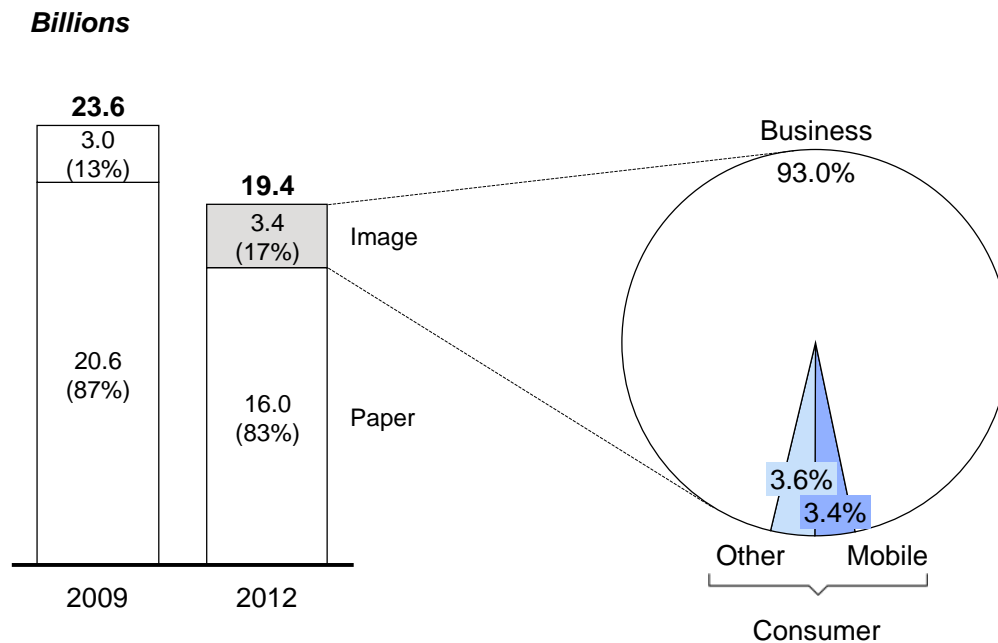 Billions
23.6
3.0
(13%)
20.6
(87%)
2009
19.4
3.4
(17%)
16.0
(83%)
2012
Image
Paper
Business
93.0%
3.6%
3.4%
Other
Mobile
Consumer